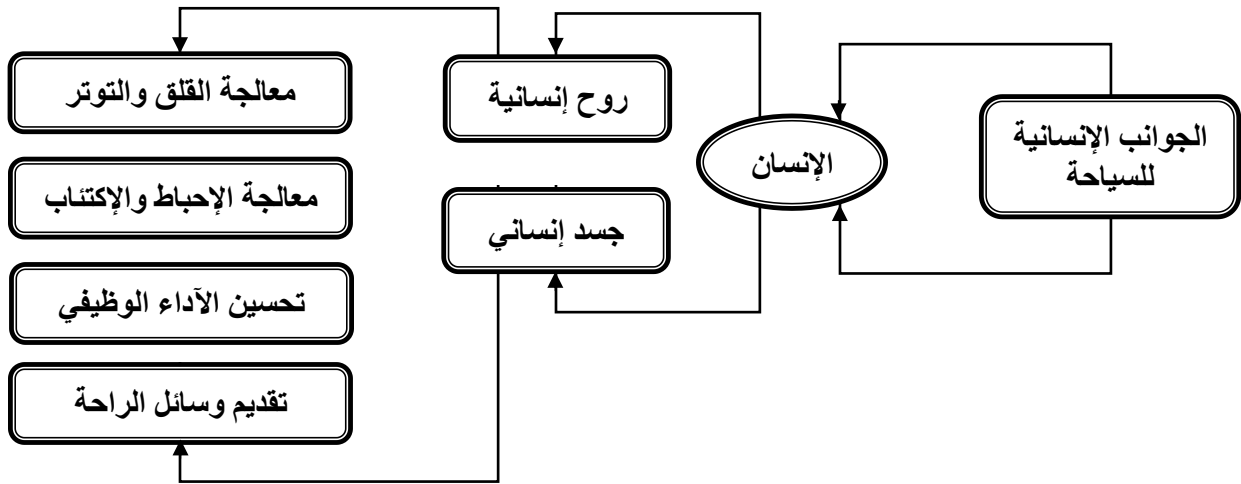 الجوانب الإنسانية
للسياحة
الإنسان
روح إنسانية
جسد إنساني
معالجة القلق والتوتر
معالجة الإحباط والإكتئاب
تحسين الآداء الوظيفي
تقديم وسائل الراحة